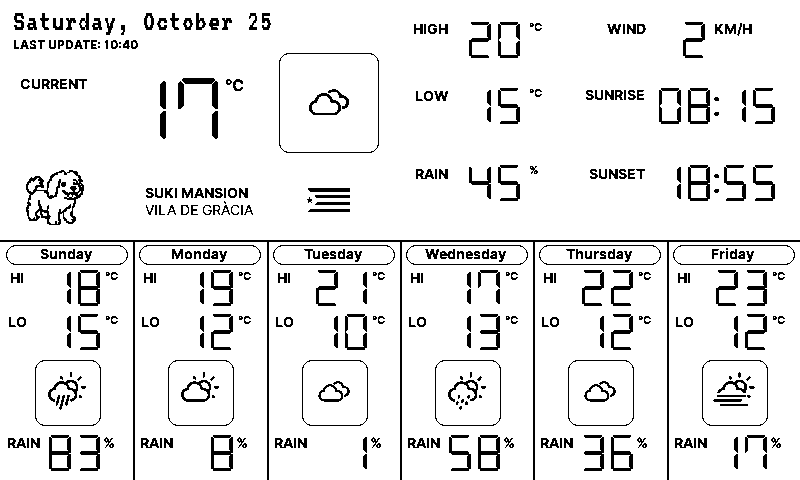 Saturday, October 25
LAST UPDATE: 10:40
CURRENT 17 °C
SUKI MANSION
VILA DE GRÀCIA
HIGH 20 °C
LOW 15 °C
RAIN 45 %
WIND 2 KM/H
SUNRISE 08:15
SUNSET 18:55
Sunday
HI 18 °C
LO 15 °C
RAIN 83%
Monday
HI 19 °C
LO 12 °C
RAIN 8%
Tuesday
HI 21 °C
LO 10 °C
RAIN 1%
Wednesday
HI 17 °C
LO 13 °C
RAIN 58%
Thursday
HI 22 °C
LO 12 °C
RAIN 36%
Friday
HI 23 °C
LO 12 °C
RAIN 17%